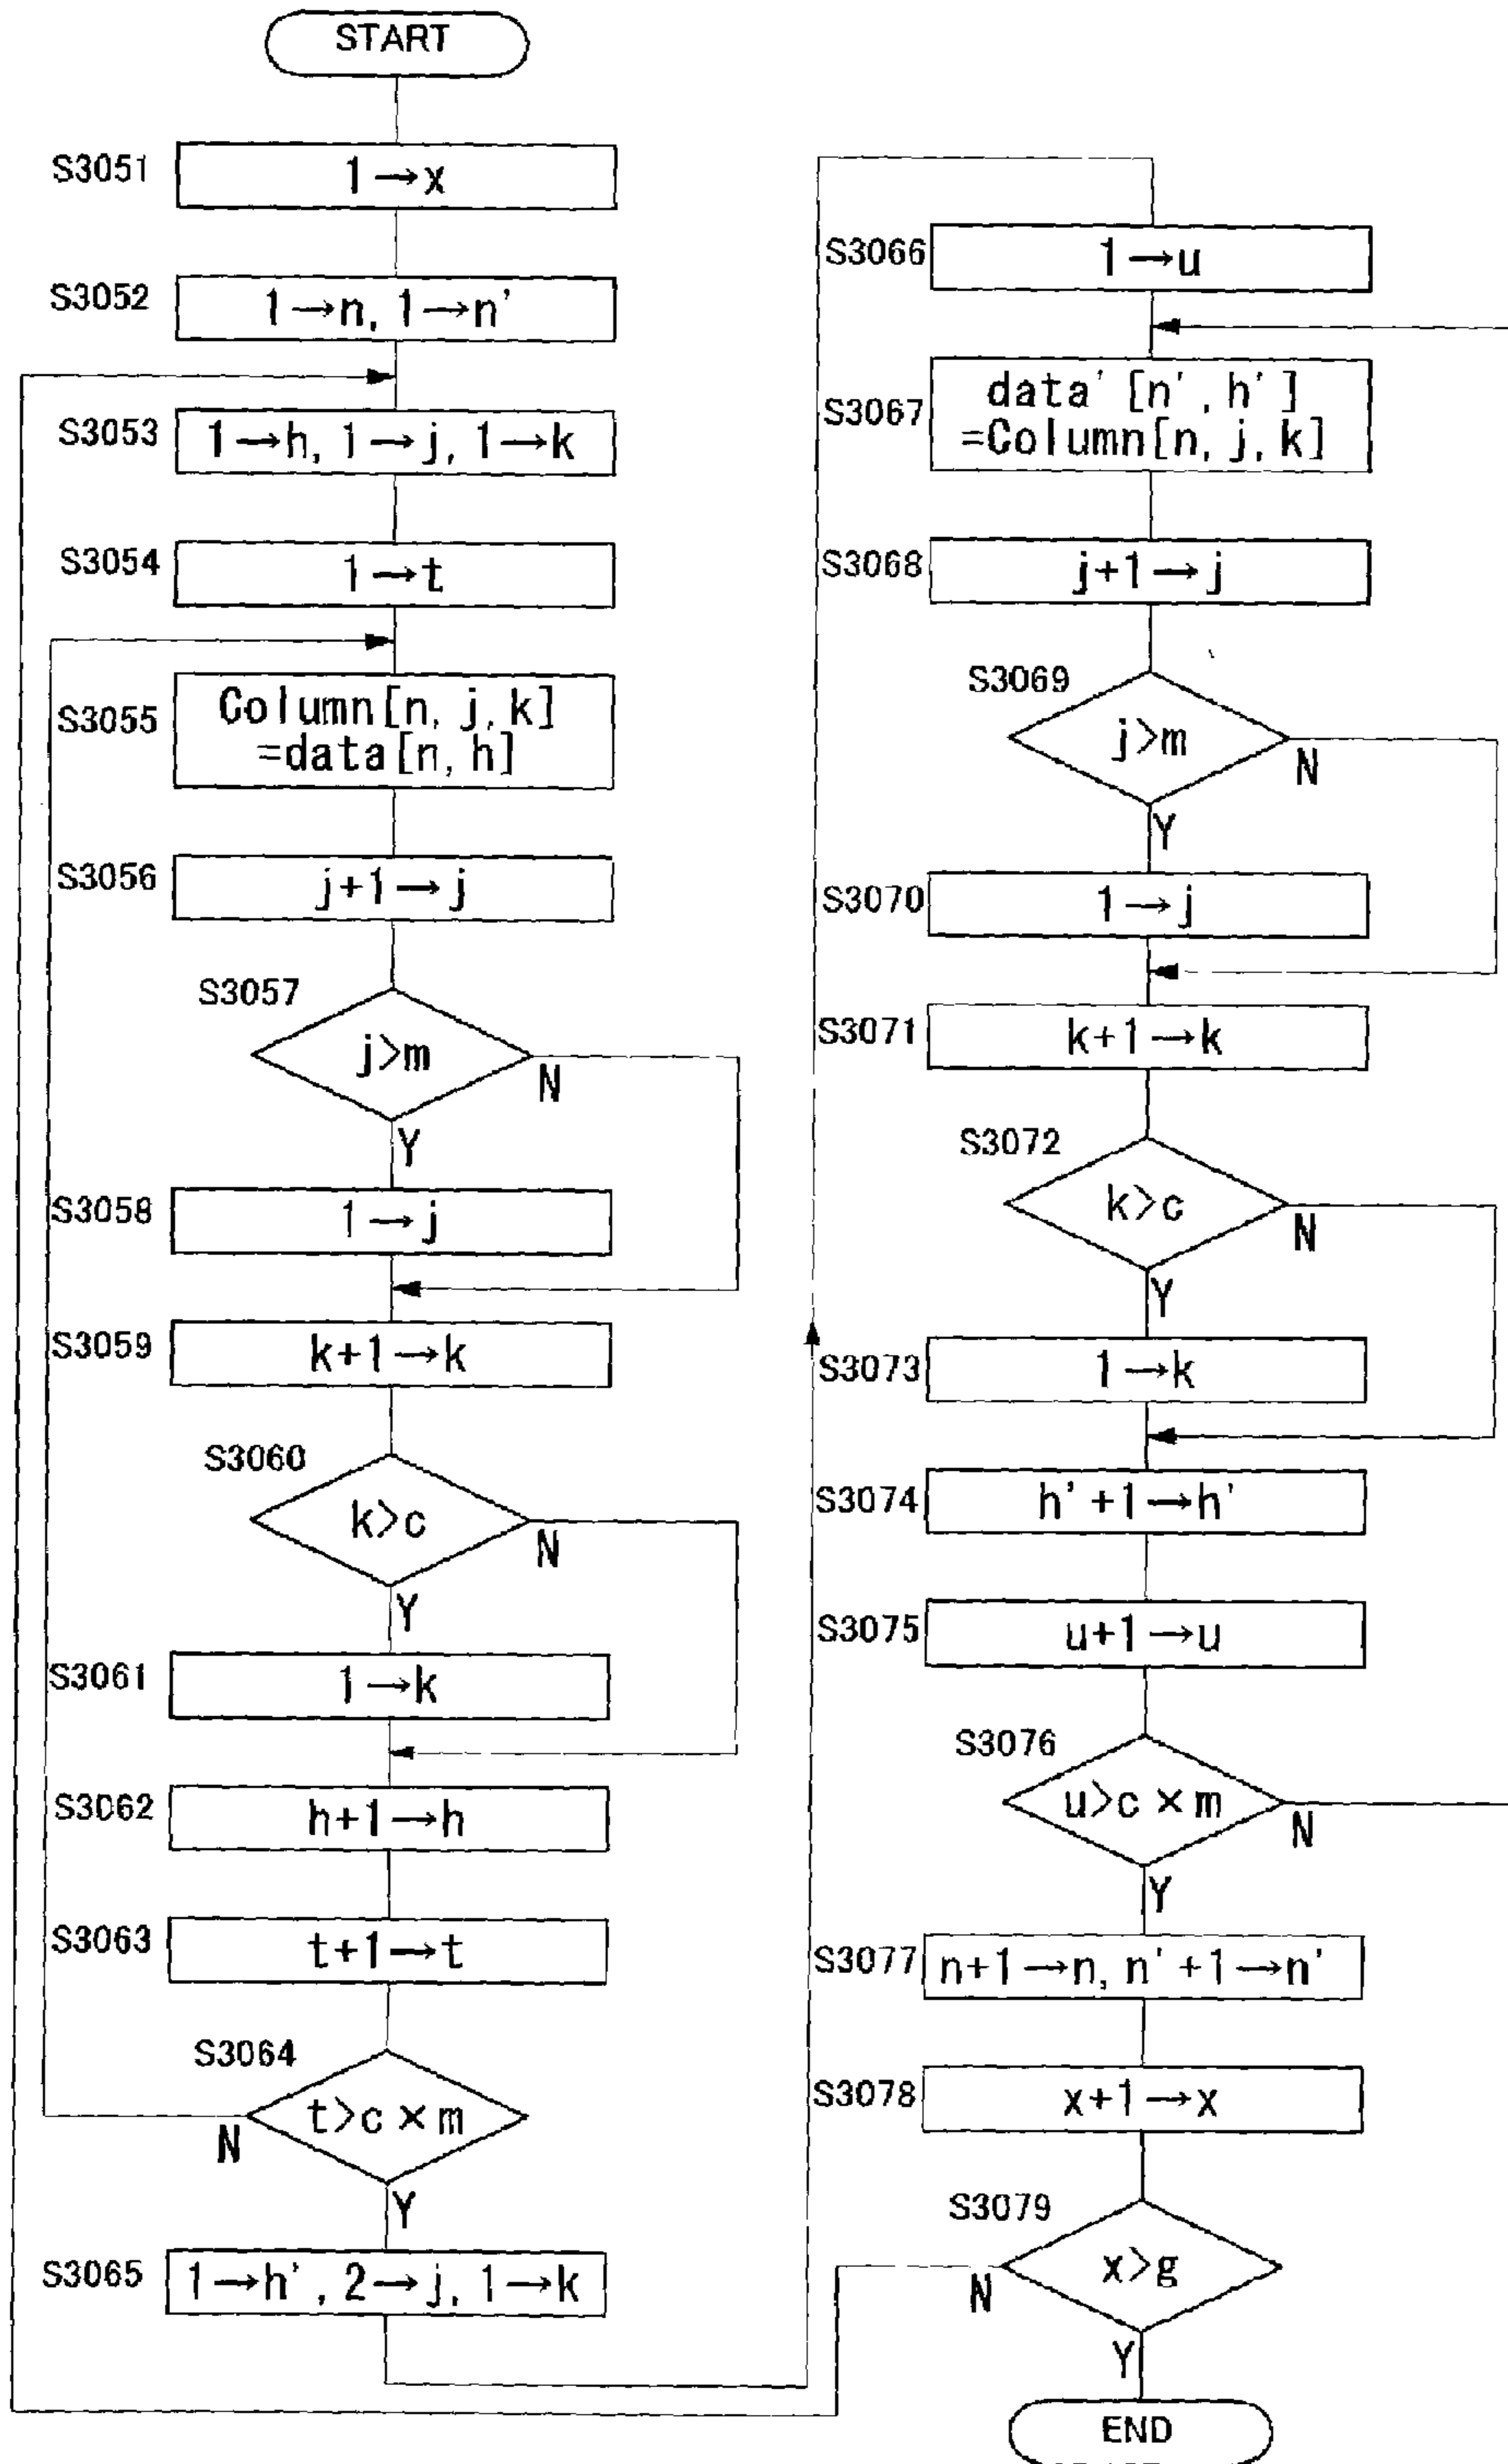 START
S3051
1→x
S3052
1→n, 1→n'
S3053
1→h, 1→j, 1→k
S3054
1→t
S3055
Column[n, j, k]
=data[n, h]
S3056
j+1→j
S3057
j>m
N
Y
S3058
1→j
S3059
k+1→k
S3060
k>c
N
Y
S3061
1→k
S3062
h+1→h
S3063
t+1→t
S3064
t>c×m
N
Y
S3065
1→h', 2→j, 1→k
S3066
1→u
S3067
data' [n', h']
=Column[n, j, k]
S3068
j+1→j
S3069
j>m
N
Y
S3070
1→j
S3071
k+1→k
S3072
k>c
N
Y
S3073
1→k
S3074
h'+1→h'
S3075
u+1→u
S3076
u>c×m
N
Y
S3077
n+1→n, n'+1→n'
S3078
x+1→x
S3079
x>g
N
Y
END